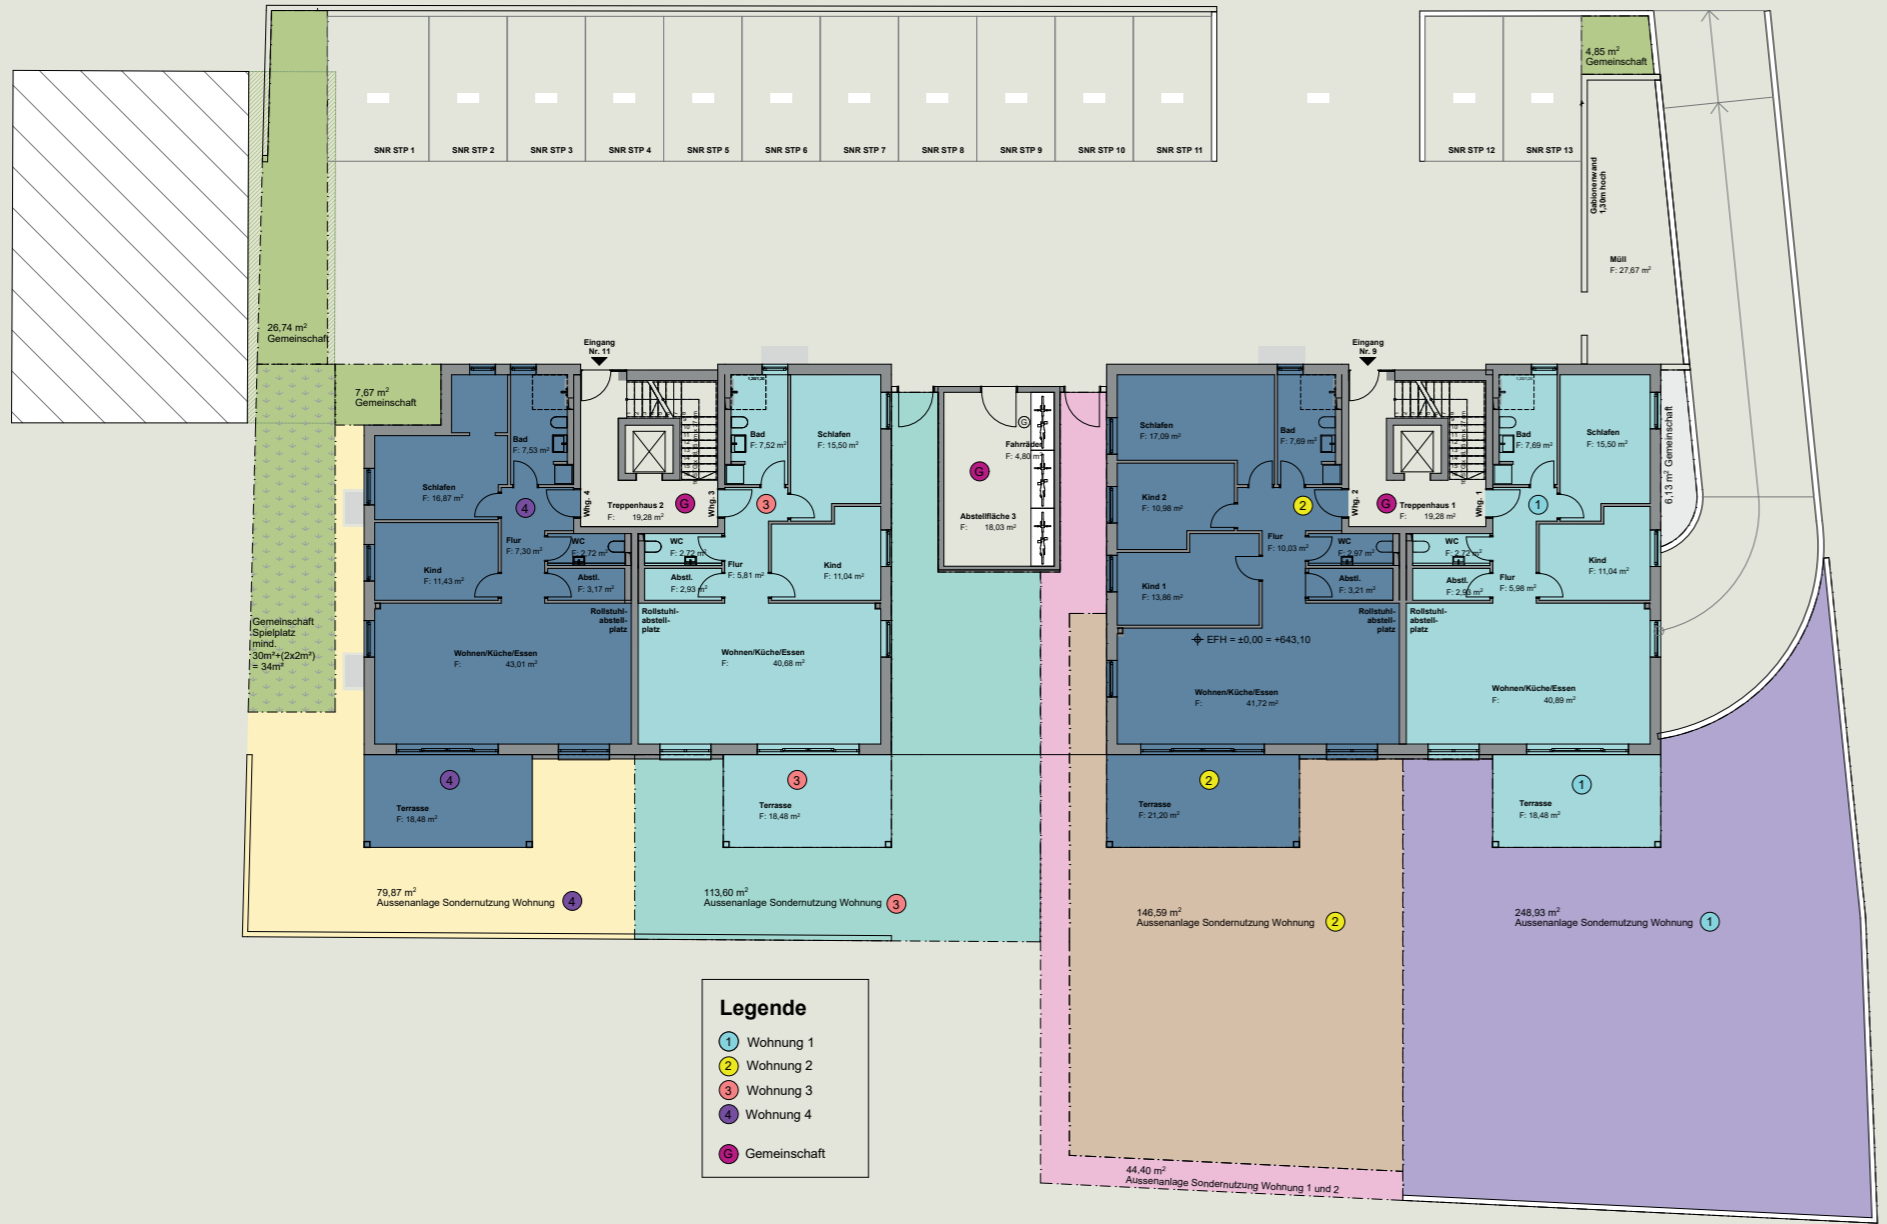 4,85 m²
Gemeinschaft
SNR STP 1
SNR STP 2
SNR STP 3
SNR STP 4
SNR STP 5
SNR STP 6
SNR STP 7
SNR STP 8
SNR STP 9
SNR STP 10
SNR STP 11
SNR STP 12
SNR STP 13
Gabionenwand
1,30m hoch
Müll
F: 27,67 m²
26,74 m²
Gemeinschaft
7,67 m²
Gemeinschaft
Gemeinschaft
Spielplatz
mind.
30m²+(2x2m²)
= 34m²
Eingang
Nr. 11
Eingang
Nr. 9
6,13 m² Gemeinschaft
Bad
F: 7,53 m²
Schlafen
F: 16,87 m²
4
Whg. 4
Treppenhaus 2
F: 19,28 m²
G
Whg. 3
Flur
F: 7,30 m²
WC
F: 2,72 m²
Kind
F: 11,43 m²
Abstl.
F: 3,17 m²
Rollstuhl-
abstell-
platz
Wohnen/Küche/Essen
F: 43,01 m²
4
Terrasse
F: 18,48 m²
Bad
F: 7,52 m²
Schlafen
F: 15,50 m²
3
WC
F: 2,72 m²
Flur
F: 5,81 m²
Abstl.
F: 2,93 m²
Kind
F: 11,04 m²
Rollstuhl-
abstell-
platz
Wohnen/Küche/Essen
F: 40,68 m²
3
Terrasse
F: 18,48 m²
G
Fahrräder
F: 4,80 m²
G
Abstellfläche 3
F: 18,03 m²
Schlafen
F: 17,09 m²
Bad
F: 7,69 m²
Kind 2
F: 10,98 m²
2
Whg. 2
Treppenhaus 1
F: 19,28 m²
G
Whg. 1
Flur
F: 10,03 m²
WC
F: 2,97 m²
Kind 1
F: 13,86 m²
Abstl.
F: 3,21 m²
Rollstuhl-
abstell-
platz
EFH = ±0,00 = +643,10
Wohnen/Küche/Essen
F: 41,72 m²
2
Terrasse
F: 21,20 m²
Bad
F: 7,69 m²
Schlafen
F: 15,50 m²
1
WC
F: 2,72 m²
Flur
F: 5,98 m²
Abstl.
F: 2,93 m²
Kind
F: 11,04 m²
Rollstuhl-
abstell-
platz
Wohnen/Küche/Essen
F: 40,89 m²
1
Terrasse
F: 18,48 m²
79,87 m²
Aussenanlage Sondernutzung Wohnung 4
113,60 m²
Aussenanlage Sondernutzung Wohnung 3
146,59 m²
Aussenanlage Sondernutzung Wohnung 2
248,93 m²
Aussenanlage Sondernutzung Wohnung 1
44,40 m²
Aussenanlage Sondernutzung Wohnung 1 und 2
Legende
1 Wohnung 1
2 Wohnung 2
3 Wohnung 3
4 Wohnung 4
G Gemeinschaft